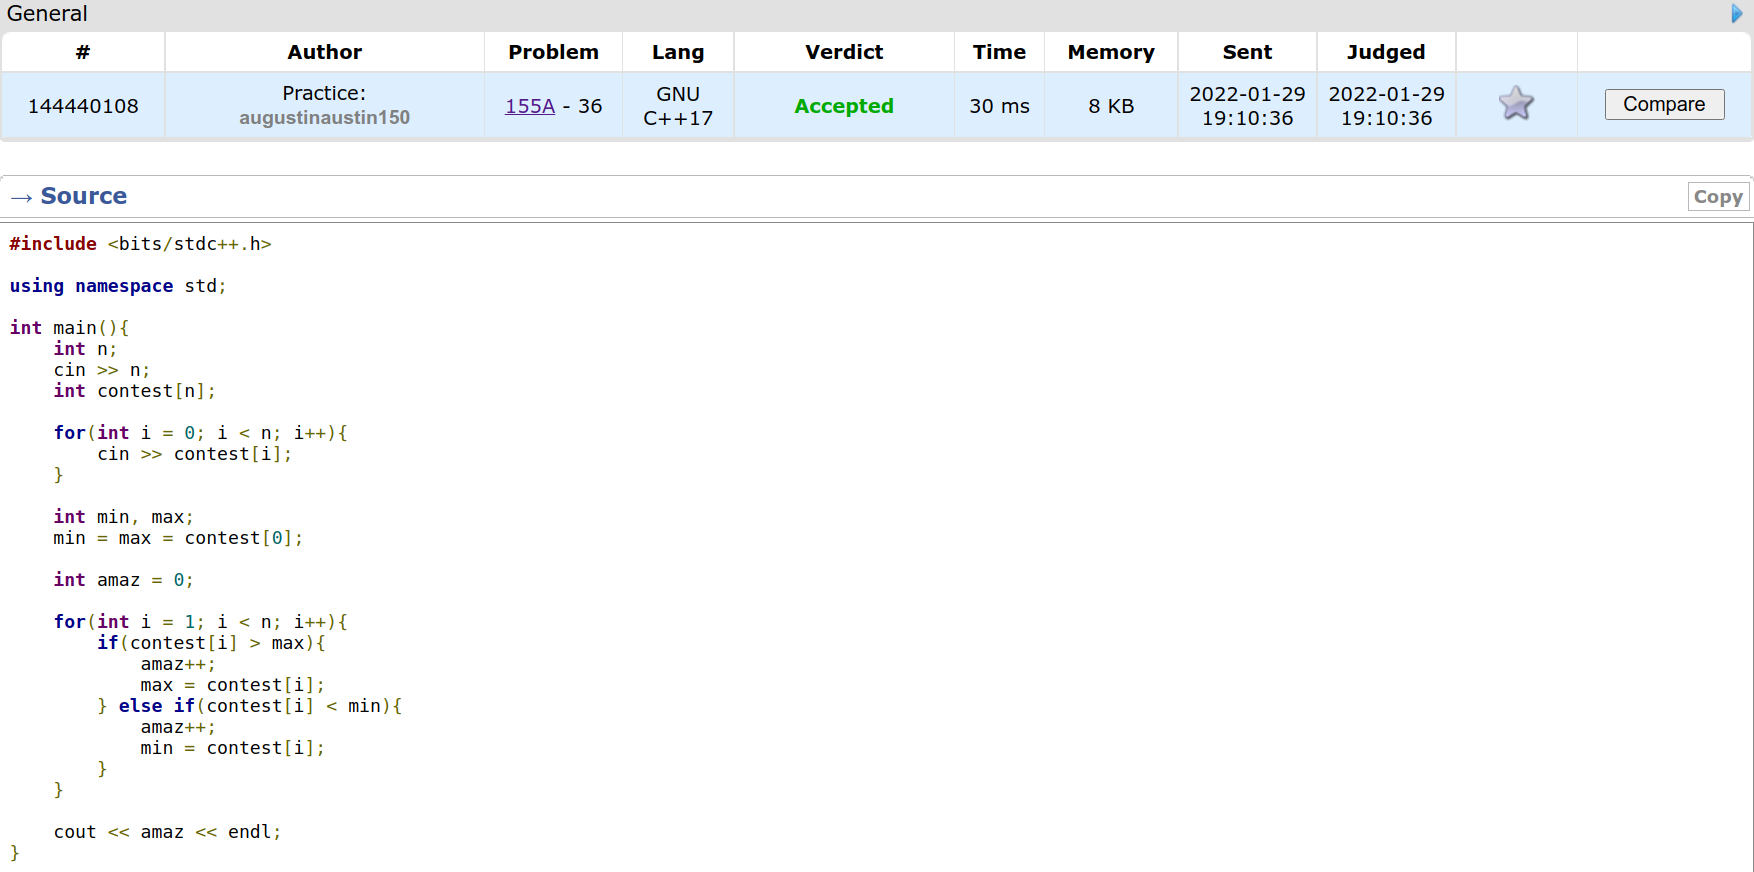 General
# Author Problem Lang Verdict Time Memory Sent Judged
144440108 Practice: augustinaustin150 155A - 36 GNU C++17 Accepted 30 ms 8 KB 2022-01-29 19:10:36 2022-01-29 19:10:36 Compare
→ Source Copy
#include <bits/stdc++.h>

using namespace std;

int main(){
    int n;
    cin >> n;
    int contest[n];

    for(int i = 0; i < n; i++){
        cin >> contest[i];
    }

    int min, max;
    min = max = contest[0];

    int amaz = 0;

    for(int i = 1; i < n; i++){
        if(contest[i] > max){
            amaz++;
            max = contest[i];
        } else if(contest[i] < min){
            amaz++;
            min = contest[i];
        }
    }

    cout << amaz << endl;
}